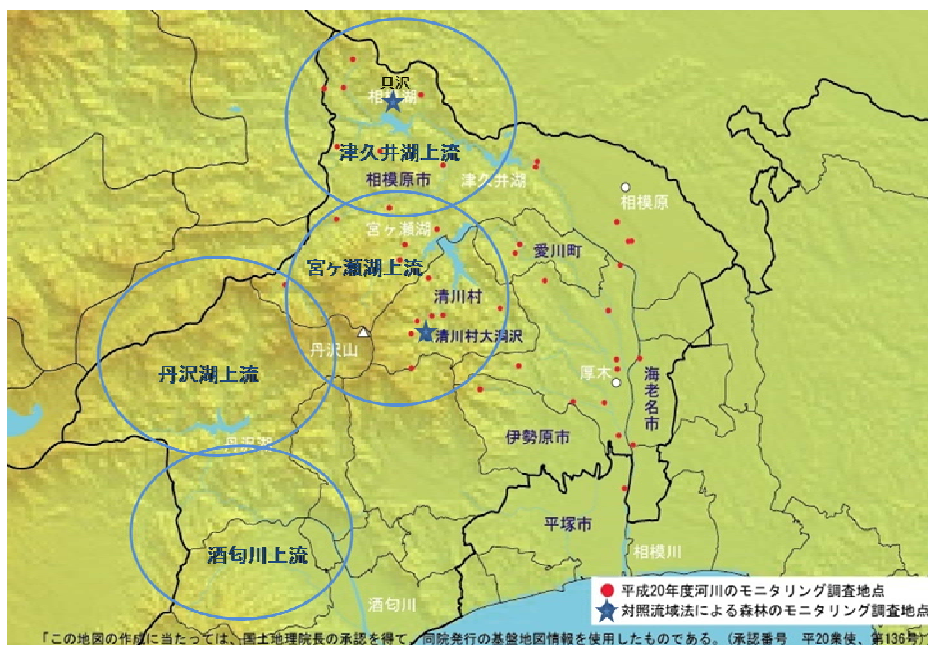 貝沢
相模湖
津久井湖上流
相模原市
津久井湖
相模原
宮ヶ瀬湖
愛川町
宮ヶ瀬湖上流
清川村
清川村大洞沢
丹沢山
丹沢湖上流
厚木
海老名市
伊勢原市
丹沢湖
平塚市
酒匂川上流
相模川
酒匂川
平成20年度河川のモニタリング調査地点
対照流域法による森林のモニタリング調査地点
「この地図の作成に当たっては、国土地理院長の承認を得て、同院発行の基盤地図情報を使用したものである。(承認番号 平20業使、第136号)」